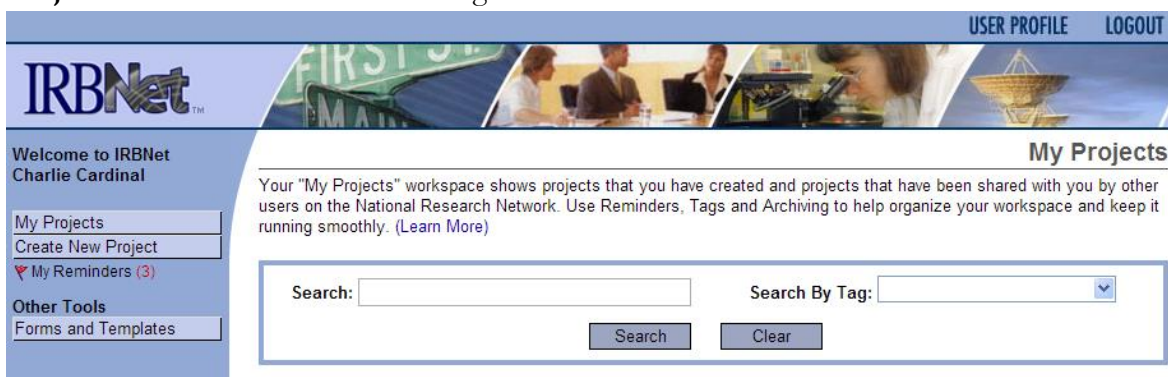 USER PROFILE LOGOUT
FIRST ST.
MAIN
IRBNet™
Welcome to IRBNet
Charlie Cardinal
My Projects
Create New Project
My Reminders (3)
Other Tools
Forms and Templates
My Projects
Your "My Projects" workspace shows projects that you have created and projects that have been shared with you by other
users on the National Research Network. Use Reminders, Tags and Archiving to help organize your workspace and keep it
running smoothly. (Learn More)
Search:
Search By Tag:
Search Clear